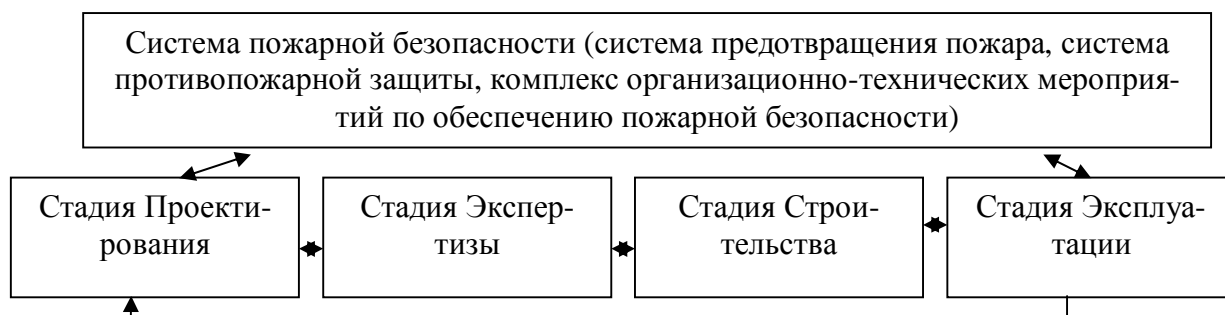 Система пожарной безопасности (система предотвращения пожара, система
противопожарной защиты, комплекс организационно-технических мероприя-
тий по обеспечению пожарной безопасности)
Стадия Проекти-
рования
Стадия Экспер-
тизы
Стадия Строи-
тельства
Стадия Эксплуа-
тации